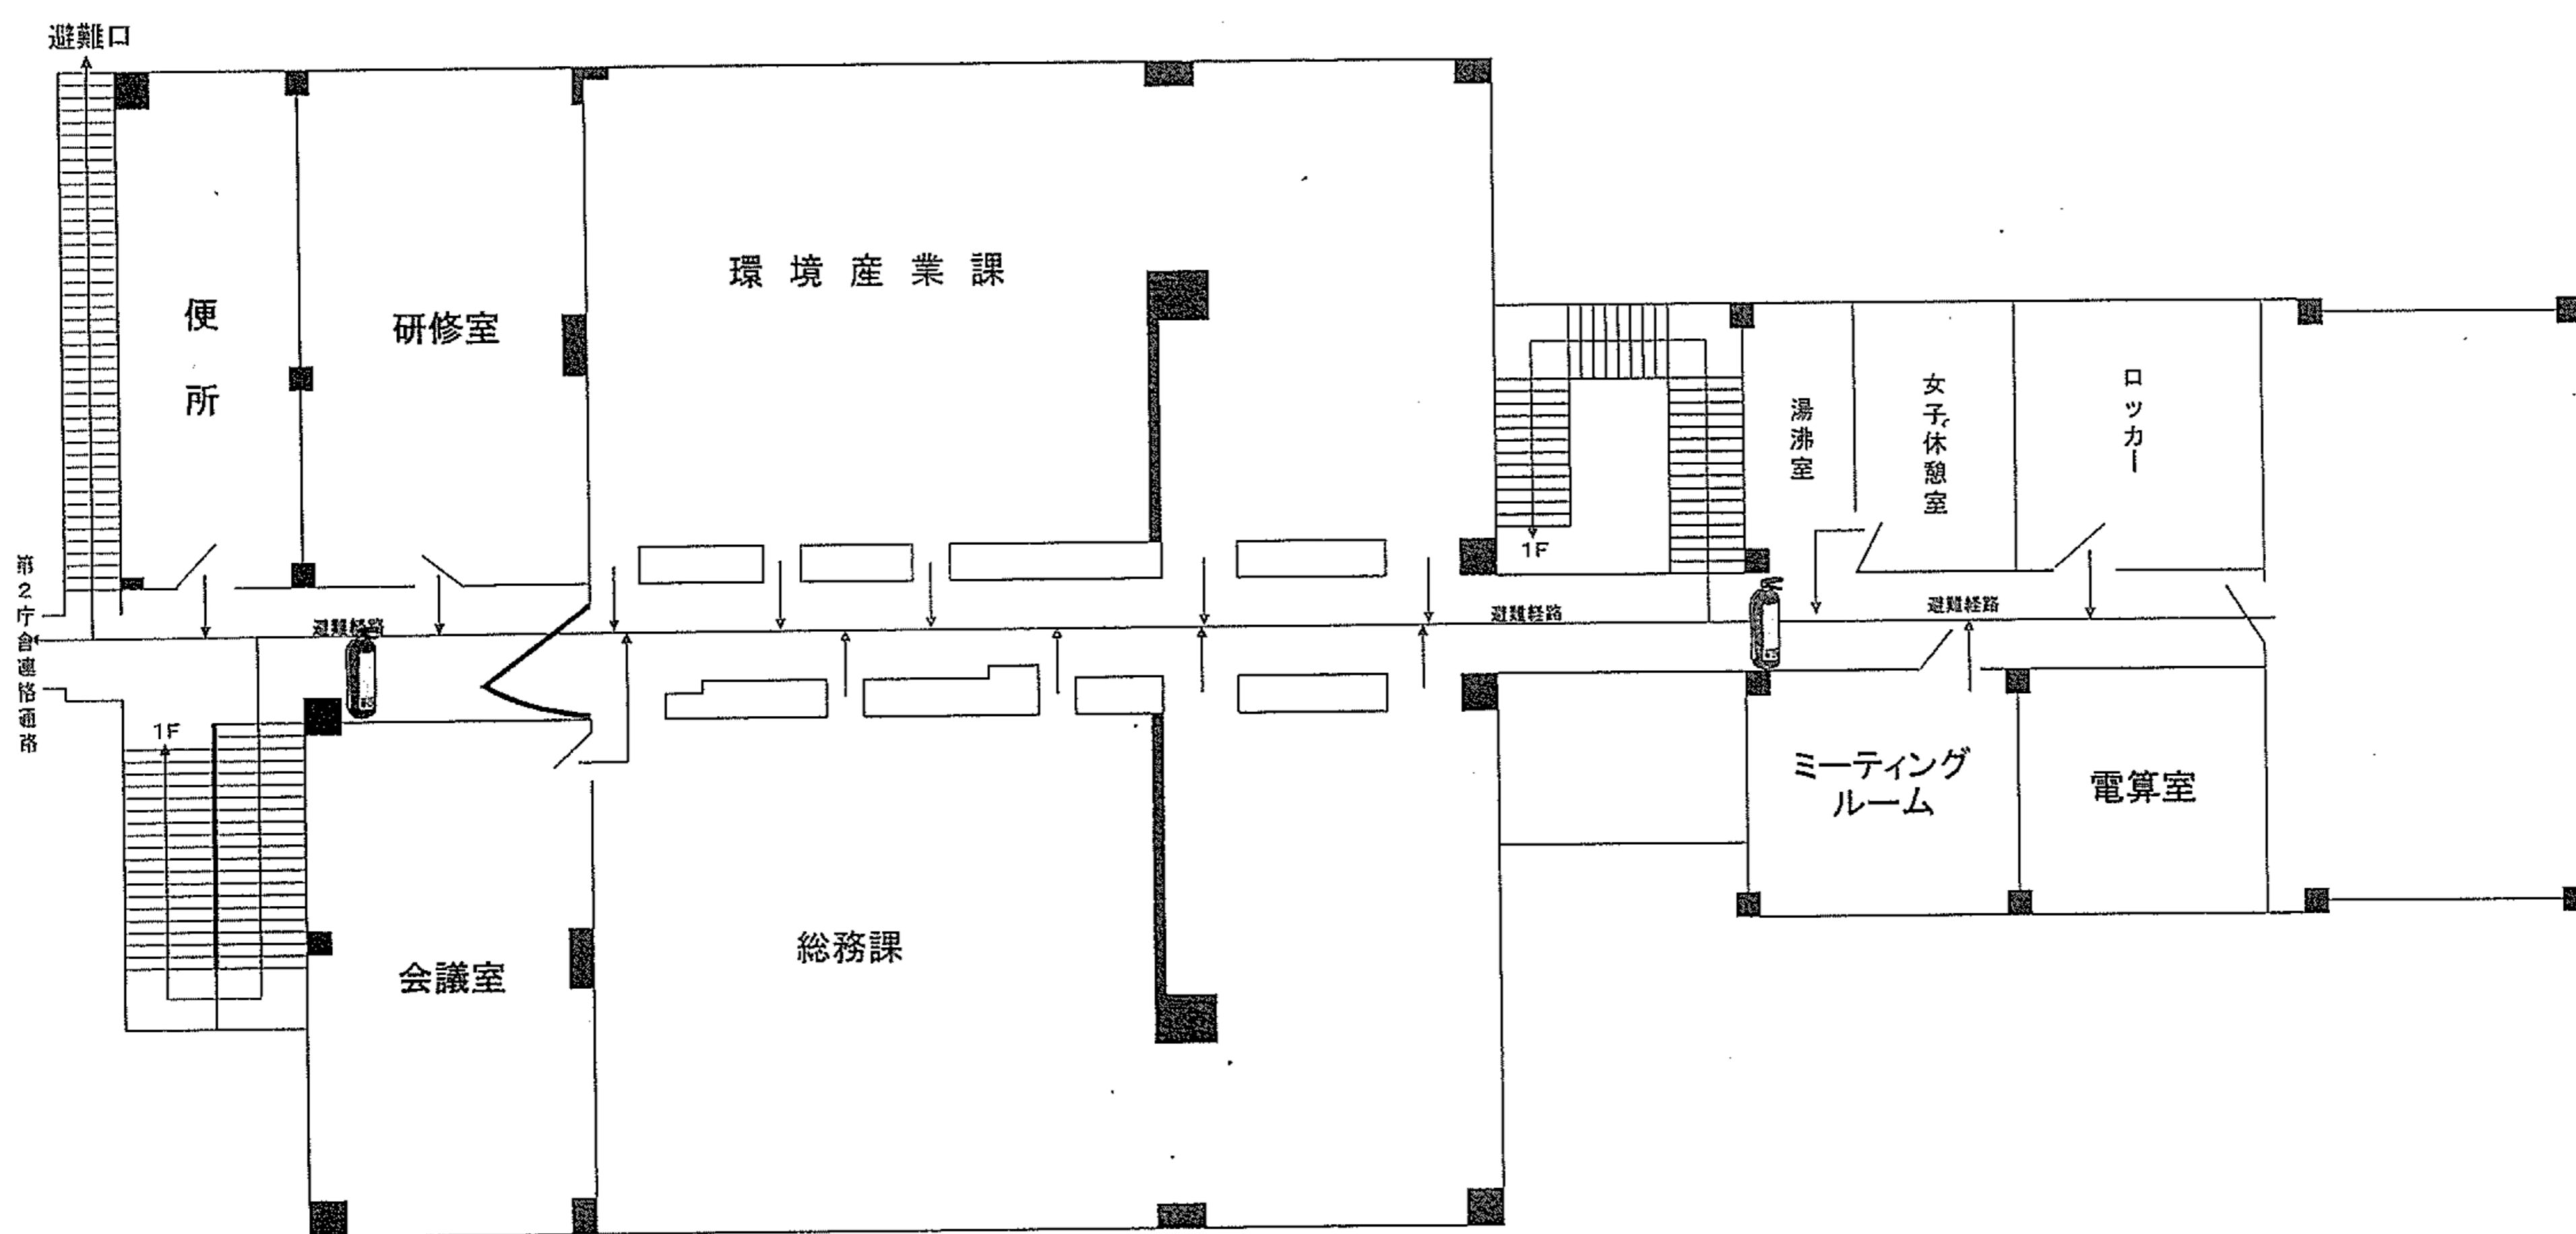 避難口
便所
研修室
環境産業課
1F
湯沸室
女子休憩室
ロッカー
第2庁舎連絡通路
避難経路
避難経路
避難経路
1F
会議室
総務課
ミーティング
ルーム
電算室